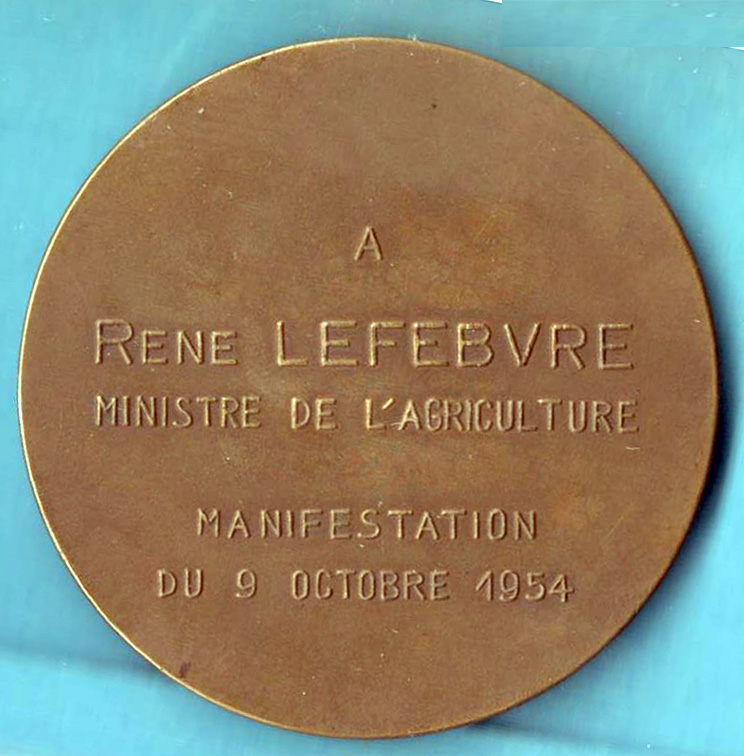 A
RENE LEFEBVRE
MINISTRE DE L'AGRICULTURE
MANIFESTATION
DU 9 OCTOBRE 1954